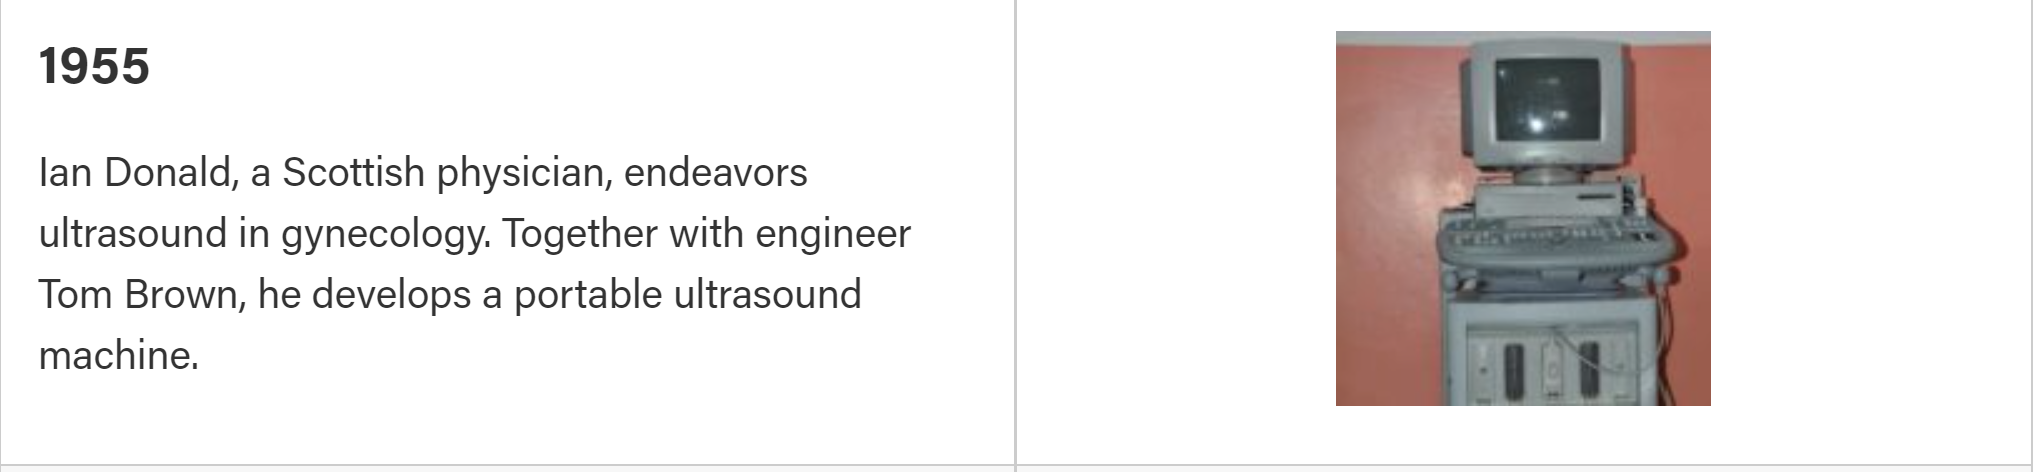 1955
Ian Donald, a Scottish physician, endeavors
ultrasound in gynecology. Together with engineer
Tom Brown, he develops a portable ultrasound
machine.